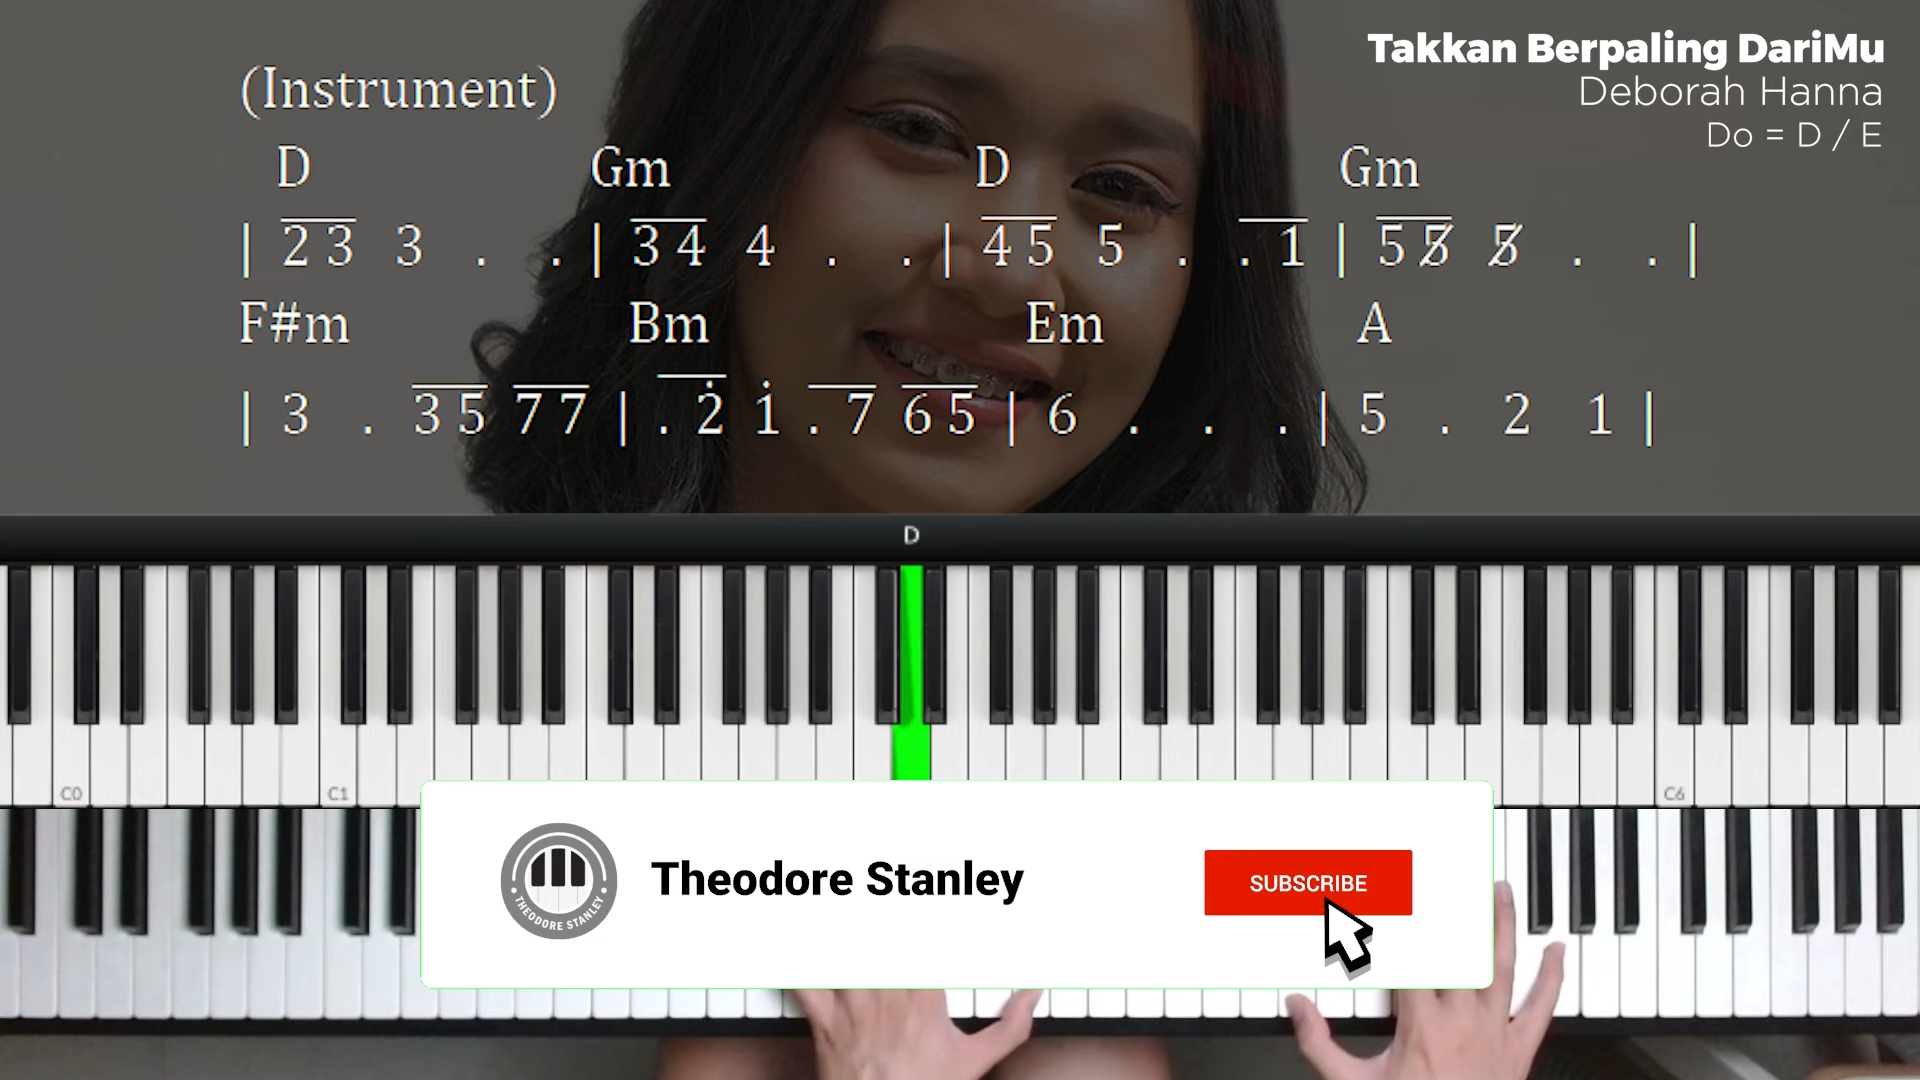 Takkan Berpaling DariMu
Deborah Hanna
Do = D / E
(Instrument)
D Gm D Gm
| 2 3 3 . . | 3 4 4 . . | 4 5 5 . . 1 | 5 5̸ 5̸ . . |
F#m Bm Em A
| 3 . 3 5 7 7 | . 2̇ 1̇ . 7 6 5 | 6 . . . | 5 . 2 1 |
D
C0 C1 C6
THEODORE STANLEY
Theodore Stanley
SUBSCRIBE